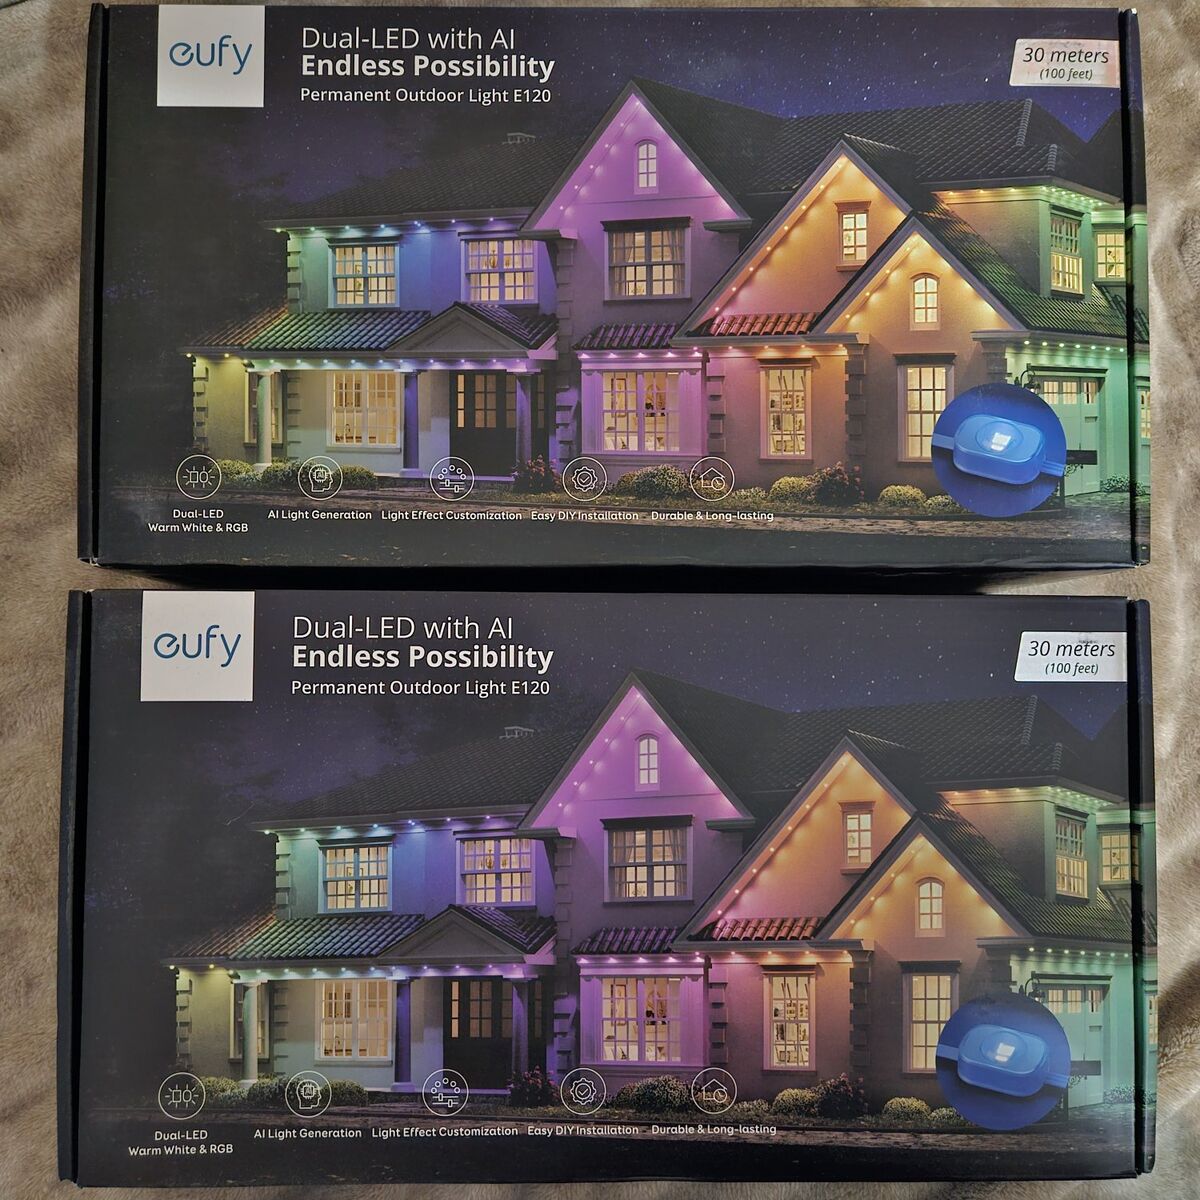 eufy
Dual-LED with AI
Endless Possibility
Permanent Outdoor Light E120
30 meters
(100 feet)
Dual-LED
Warm White & RGB
AI Light Generation
Light Effect Customization
Easy DIY Installation
Durable & Long-lasting
eufy
Dual-LED with AI
Endless Possibility
Permanent Outdoor Light E120
30 meters
(100 feet)
Dual-LED
Warm White & RGB
AI Light Generation
Light Effect Customization
Easy DIY Installation
Durable & Long-lasting